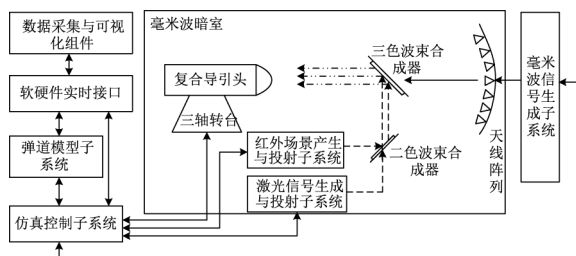 数据采集与可视
化组件
软硬件实时接口
弹道模型子
系统
仿真控制子系统
毫米波暗室
复合导引头
三轴转台
红外场景产生
与投射子系统
激光信号生成
与投射子系统
三色波束合
成器
二色波束合
成器
天线阵列
毫米波信号生成子系统